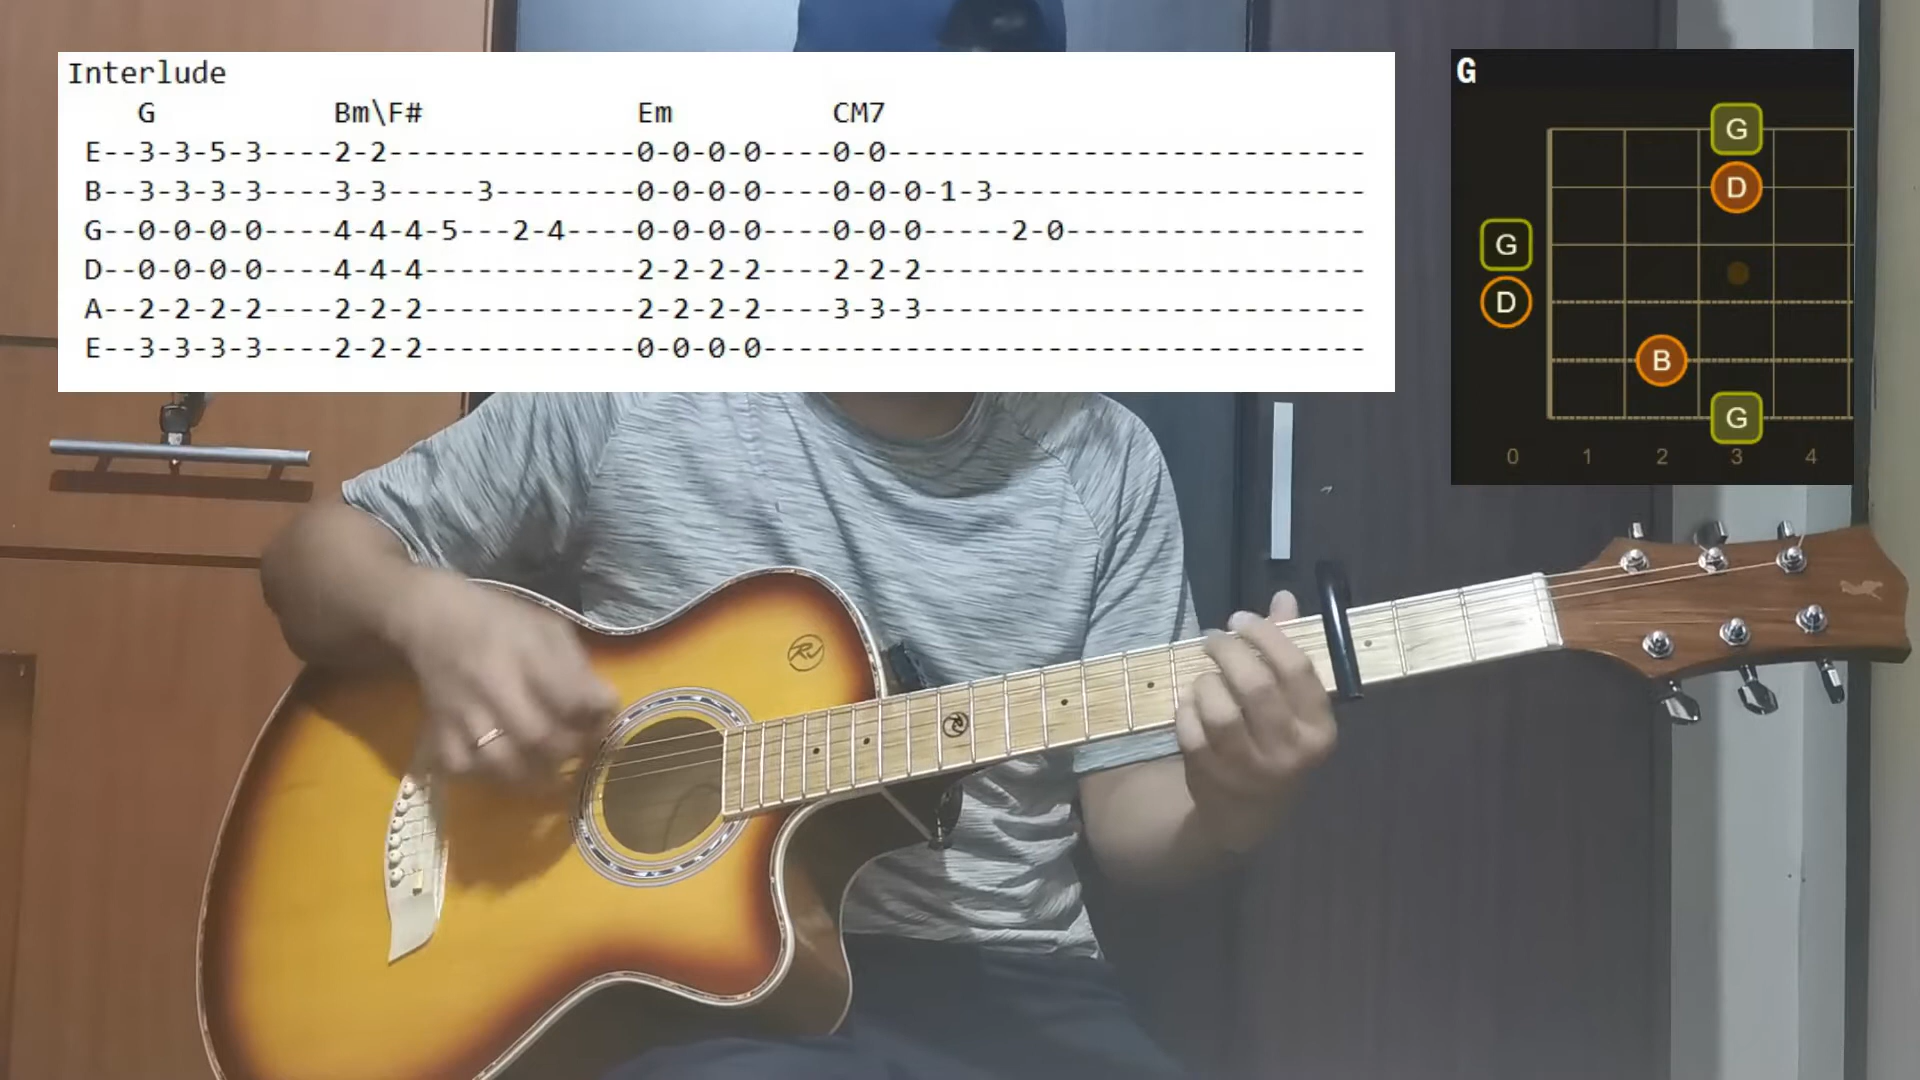 Interlude
G Bm\F# Em CM7
E--3-3-5-3----2-2--------------0-0-0-0----0-0---------------------------
B--3-3-3-3----3-3-----3--------0-0-0-0----0-0-0-1-3---------------------
G--0-0-0-0----4-4-4-5---2-4----0-0-0-0----0-0-0-----2-0-----------------
D--0-0-0-0----4-4-4------------2-2-2-2----2-2-2-------------------------
A--2-2-2-2----2-2-2------------2-2-2-2----3-3-3-------------------------
E--3-3-3-3----2-2-2------------0-0-0-0----------------------------------
G
G
D
G
D
B
G
0 1 2 3 4
RJ
RJ